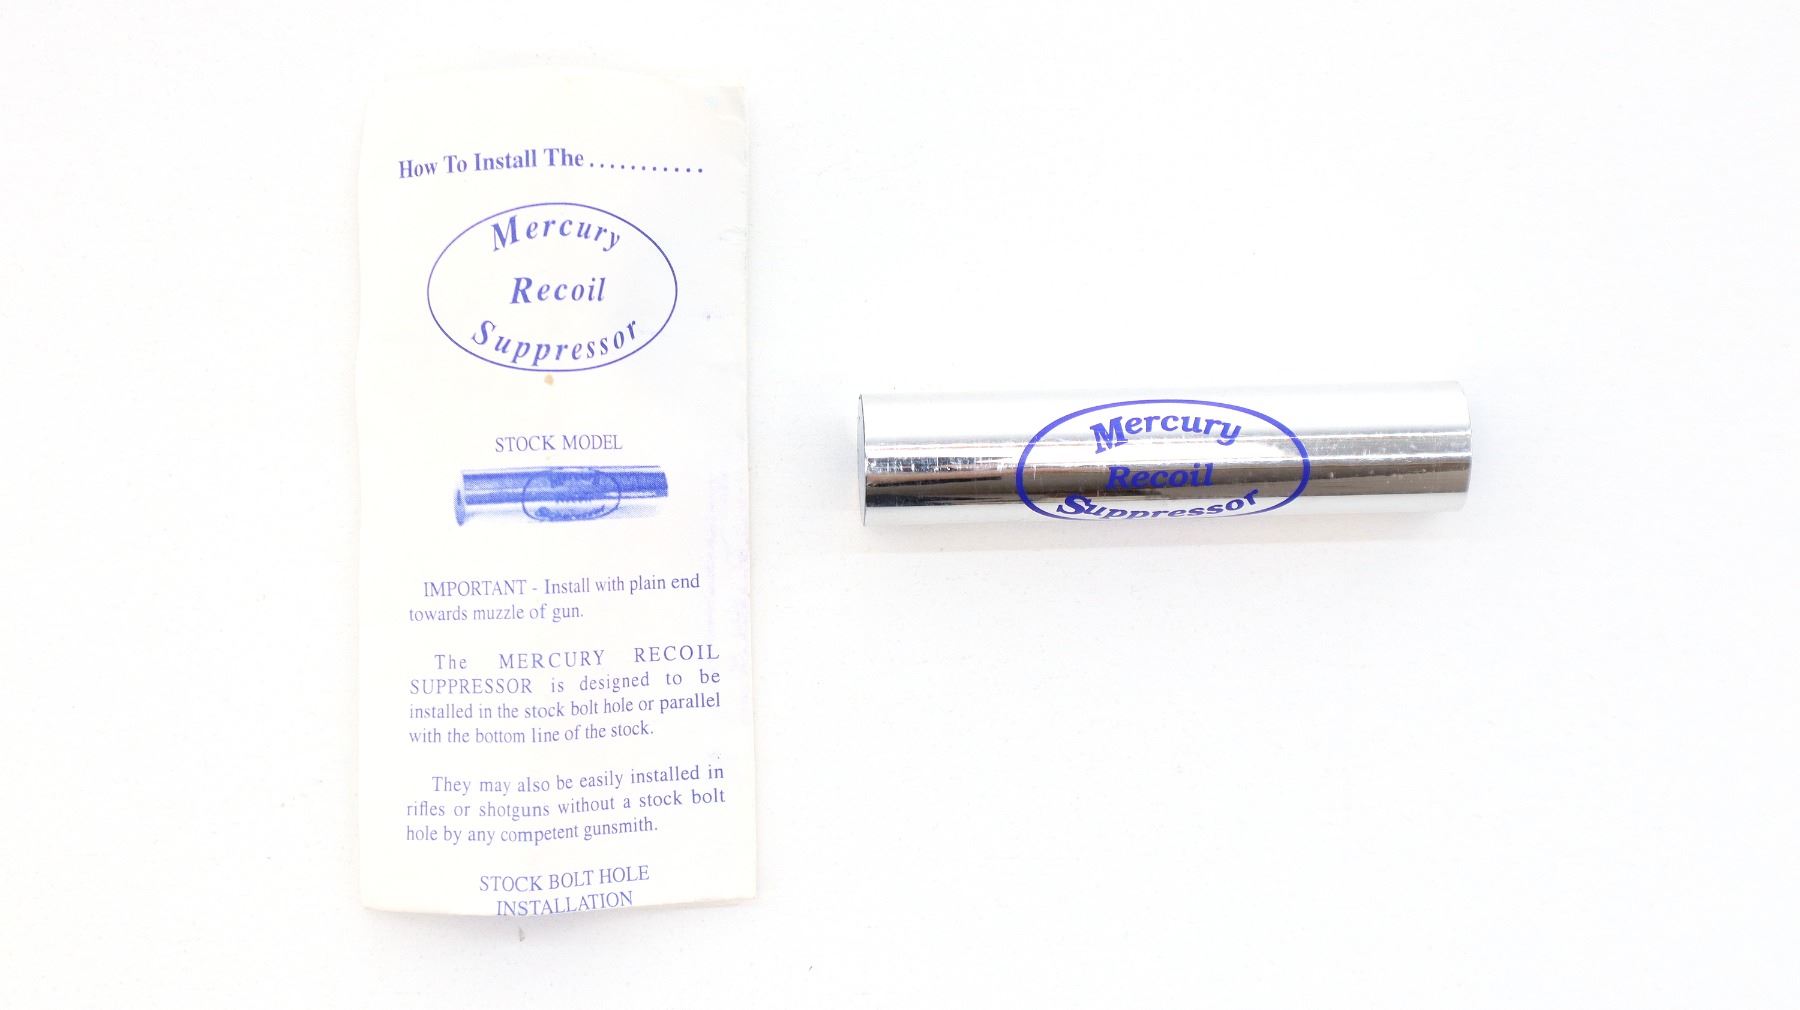 How To Install The...........
Mercury
Recoil
Suppressor
STOCK MODEL
IMPORTANT - Install with plain end
towards muzzle of gun.
The MERCURY RECOIL
SUPPRESSOR is designed to be
installed in the stock bolt hole or parallel
with the bottom line of the stock.
They may also be easily installed in
rifles or shotguns without a stock bolt
hole by any competent gunsmith.
STOCK BOLT HOLE
INSTALLATION
Mercury
Recoil
Suppressor